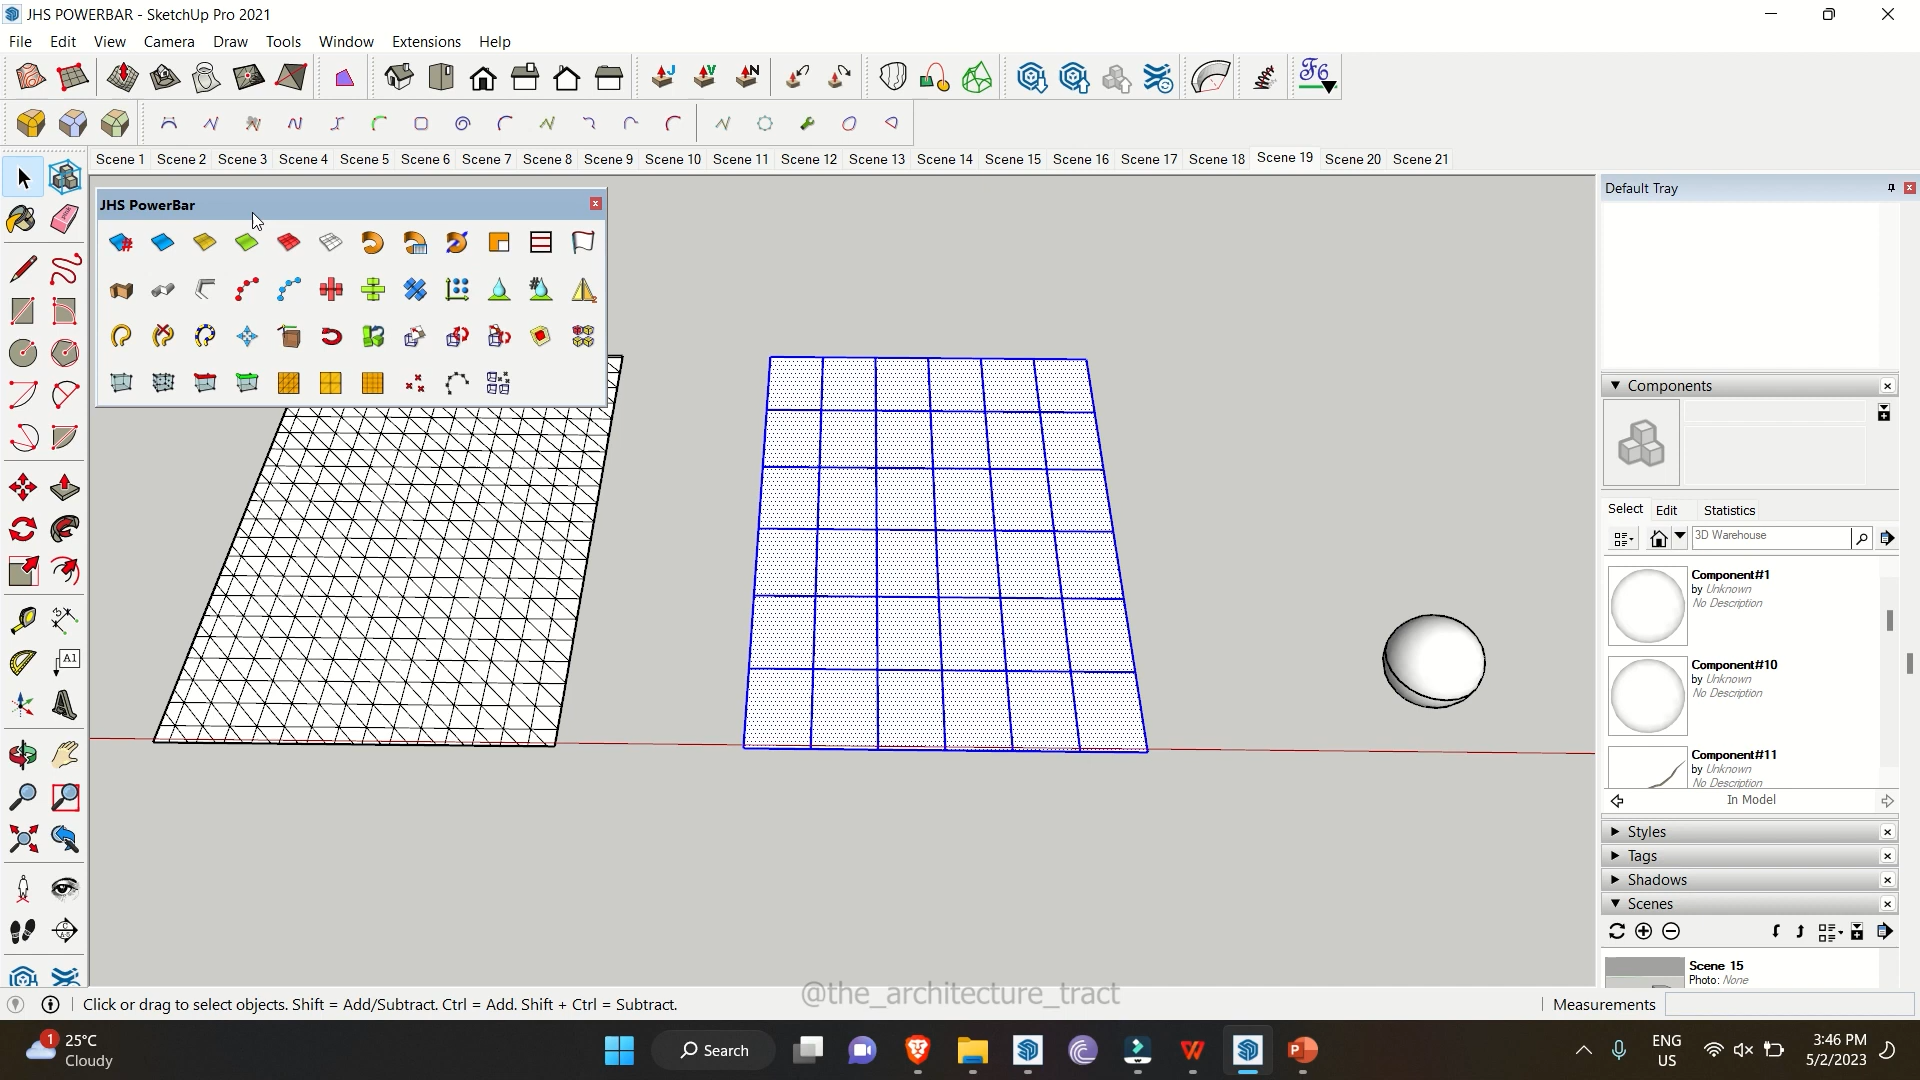 JHS POWERBAR - SketchUp Pro 2021
File Edit View Camera Draw Tools Window Extensions Help
J V N F6
Scene 1 Scene 2 Scene 3 Scene 4 Scene 5 Scene 6 Scene 7 Scene 8 Scene 9 Scene 10 Scene 11 Scene 12 Scene 13 Scene 14 Scene 15 Scene 16 Scene 17 Scene 18 Scene 19 Scene 20 Scene 21
JHS PowerBar
Default Tray
Components
Select Edit Statistics
3D Warehouse
Component#1
by Unknown
No Description
Component#10
by Unknown
No Description
Component#11
by Unknown
No Description
In Model
Styles
Tags
Shadows
Scenes
Scene 15
Photo: None
A1
@the_architecture_tract
Click or drag to select objects. Shift = Add/Subtract. Ctrl = Add. Shift + Ctrl = Subtract.
Measurements
1
25°C
Cloudy
Search
ENG
US
3:46 PM
5/2/2023